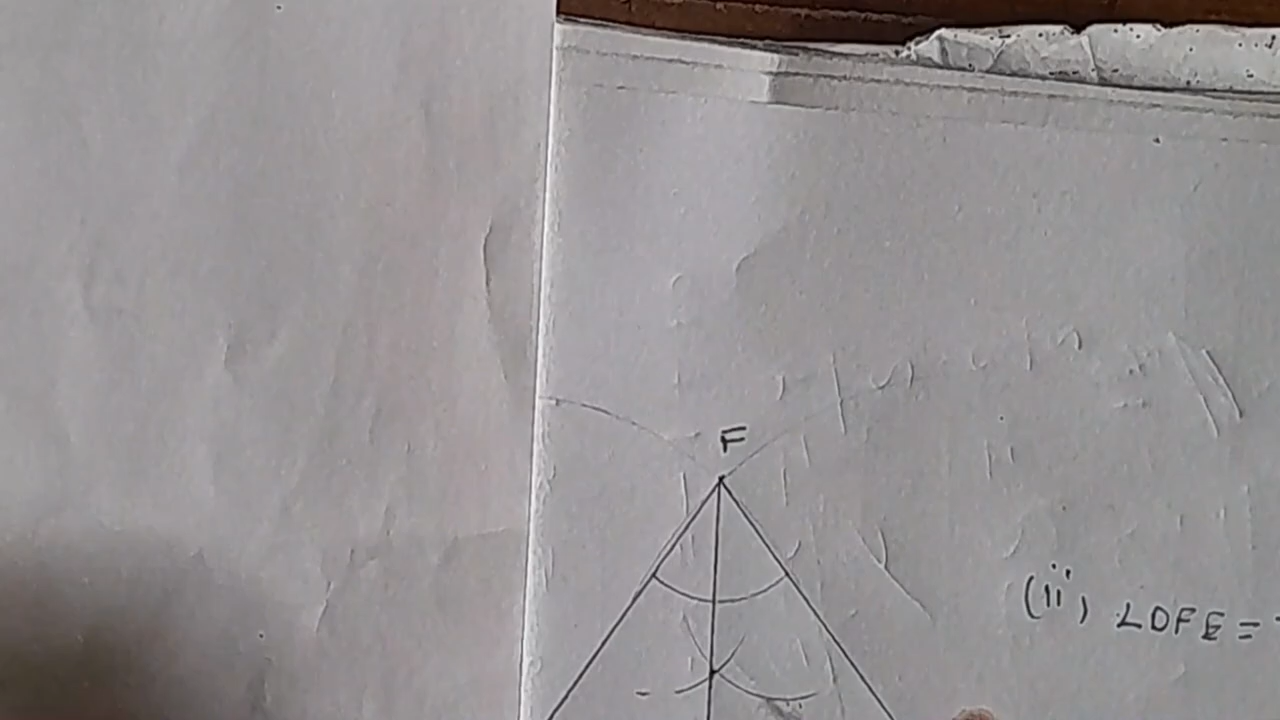 F
(ii) ∠DFE =